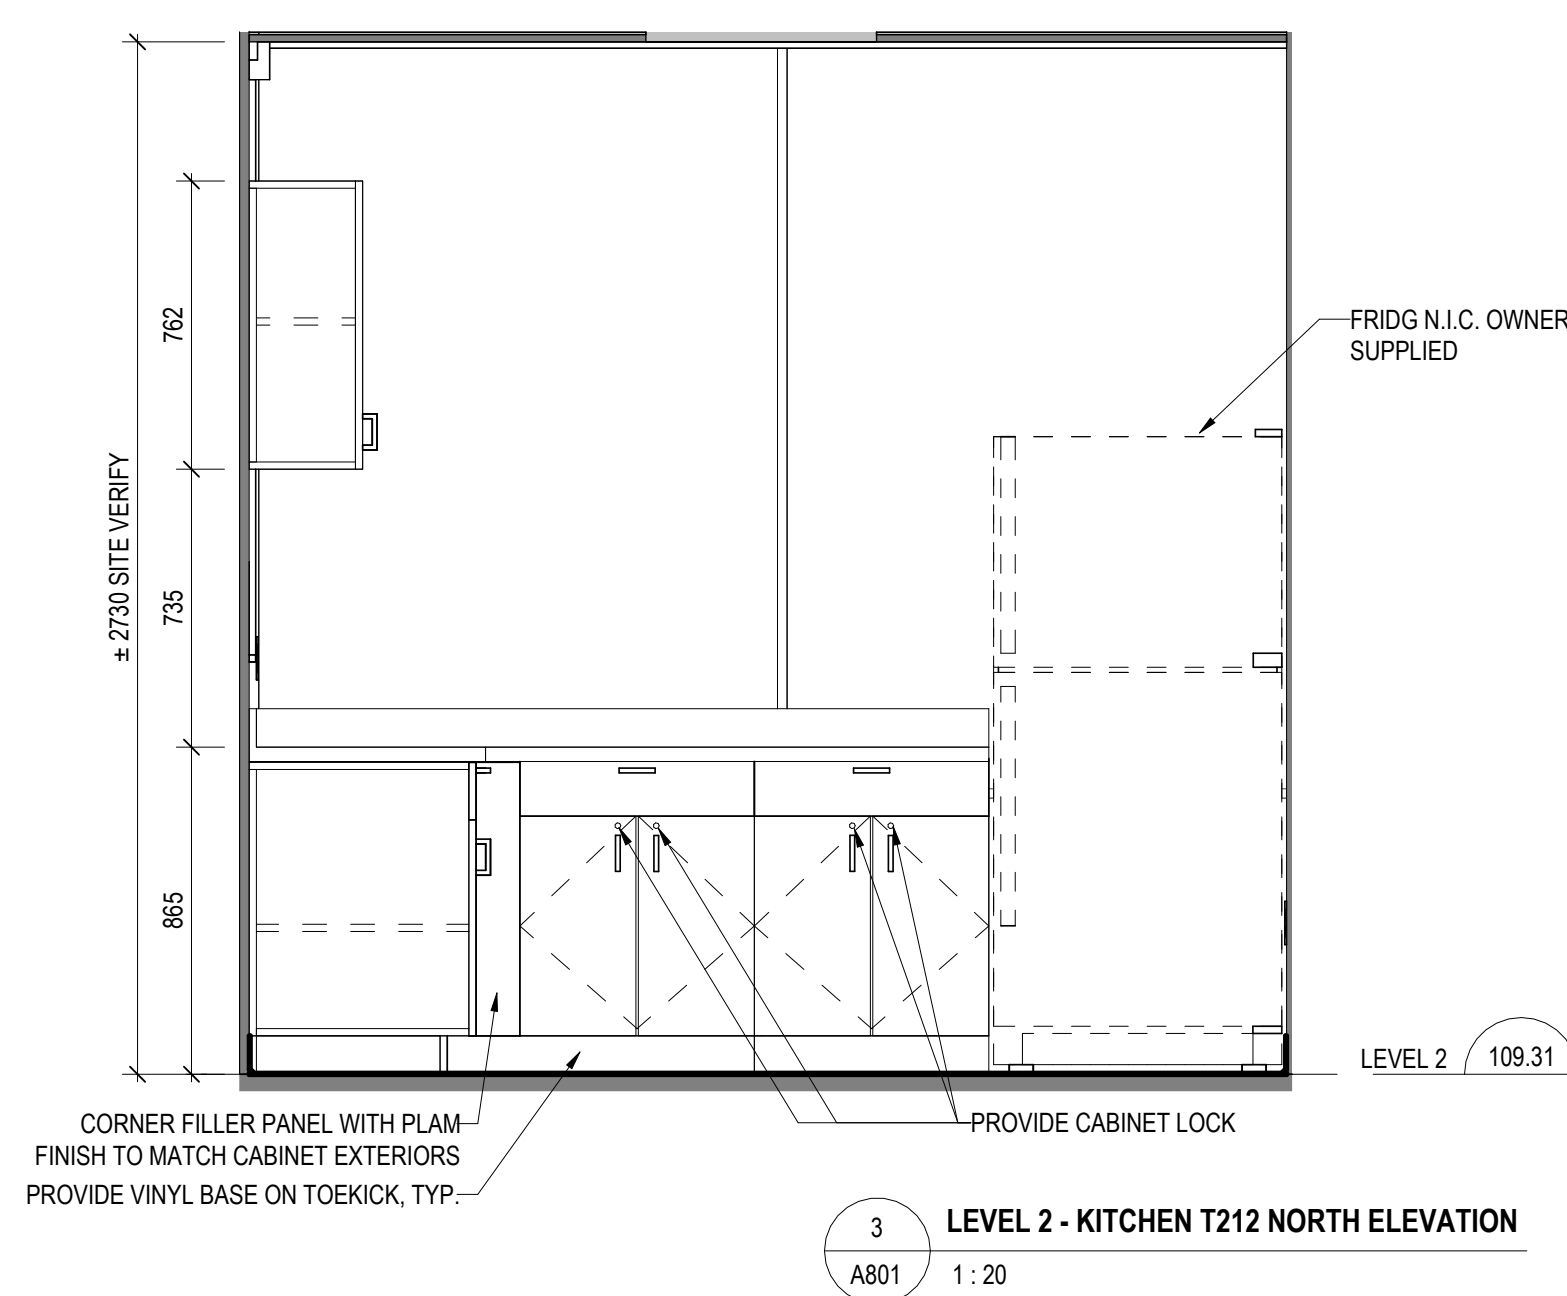 FRIDG N.I.C. OWNER
SUPPLIED
762
± 2730 SITE VERIFY
735
865
LEVEL 2
109.31
CORNER FILLER PANEL WITH PLAM
FINISH TO MATCH CABINET EXTERIORS
PROVIDE VINYL BASE ON TOEKICK, TYP.
PROVIDE CABINET LOCK
3
LEVEL 2 - KITCHEN T212 NORTH ELEVATION
A801
1 : 20